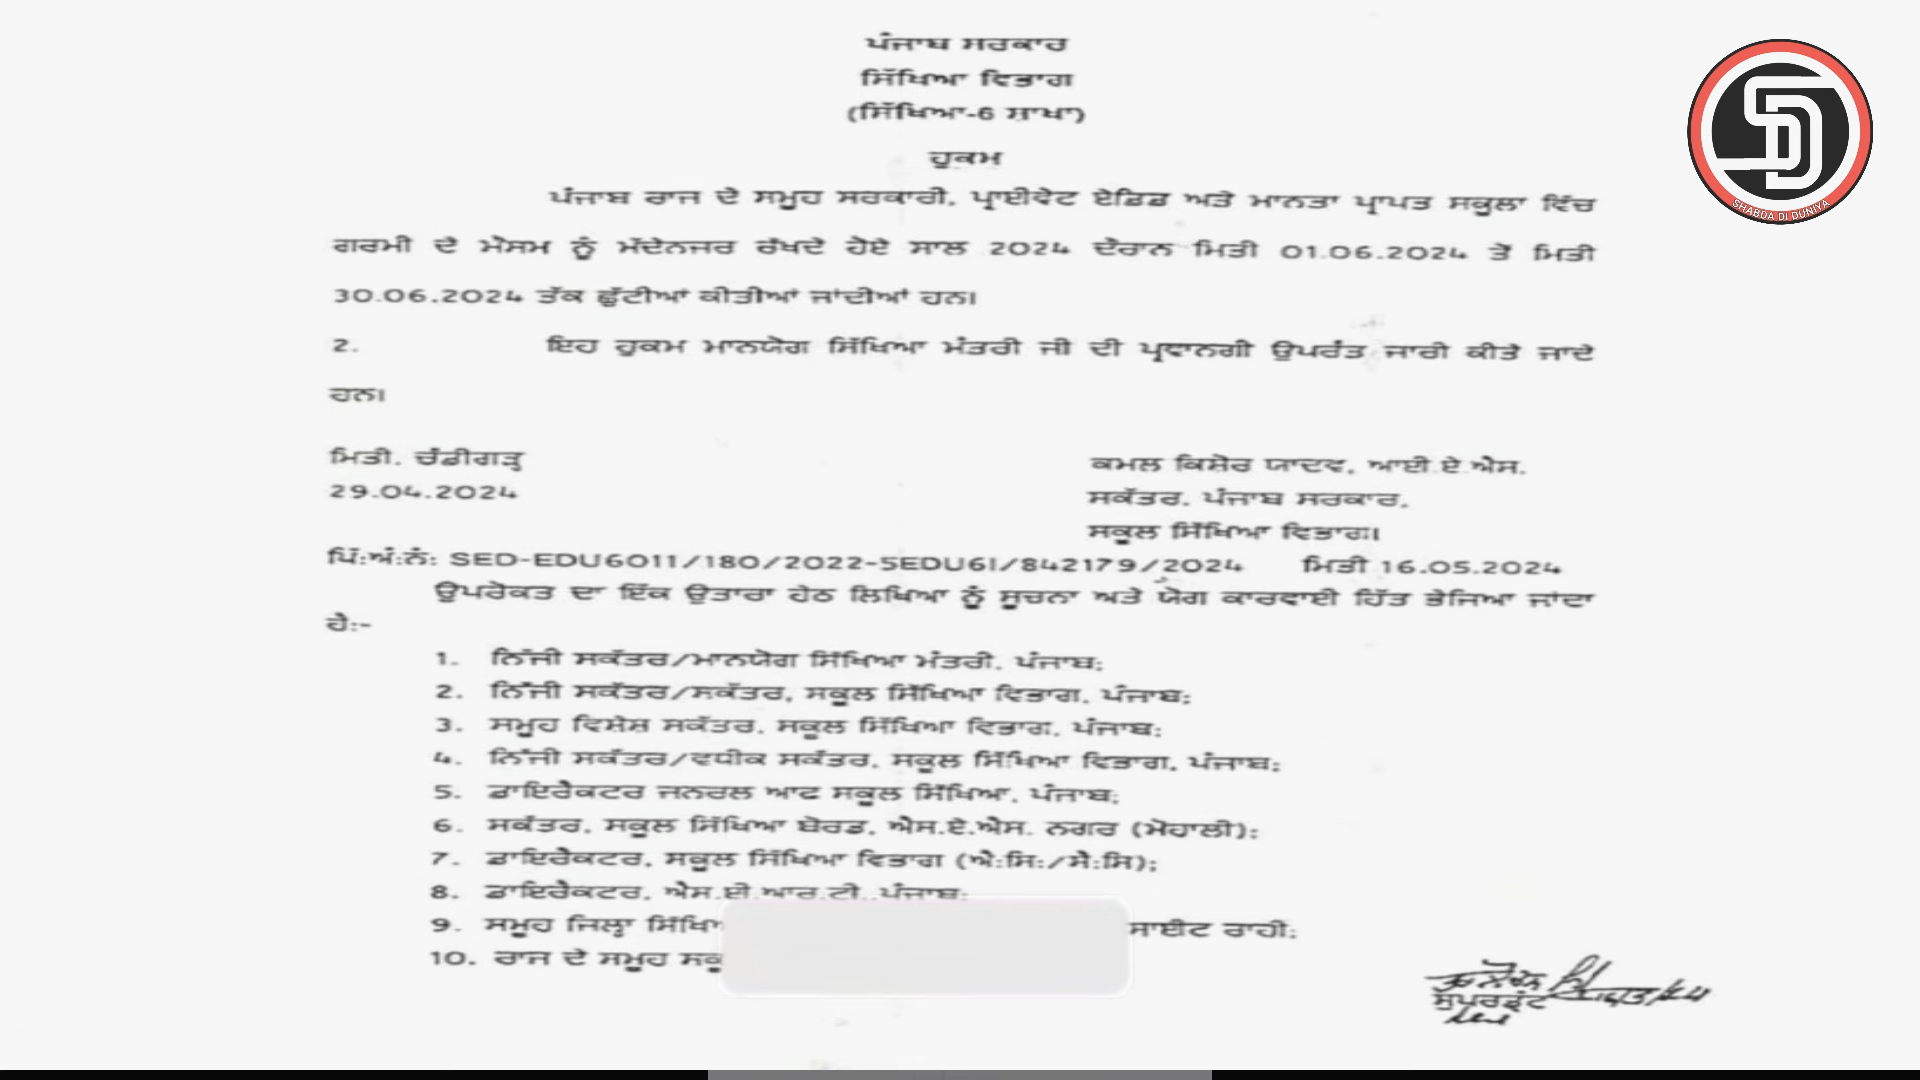 ਪੰਜਾਬ ਸਰਕਾਰ
ਸਿੱਖਿਆ ਵਿਭਾਗ
(ਸਿੱਖਿਆ-6 ਸ਼ਾਖਾ)
ਹੁਕਮ
ਪੰਜਾਬ ਰਾਜ ਦੇ ਸਮੂਹ ਸਰਕਾਰੀ, ਪ੍ਰਾਈਵੇਟ ਏਡਿਡ ਅਤੇ ਮਾਨਤਾ ਪ੍ਰਾਪਤ ਸਕੂਲਾਂ ਵਿੱਚ
ਗਰਮੀ ਦੇ ਮੌਸਮ ਨੂੰ ਮੱਦੇਨਜਰ ਰੱਖਦੇ ਹੋਏ ਸਾਲ 2024 ਦੌਰਾਨ ਮਿਤੀ 01.06.2024 ਤੋਂ ਮਿਤੀ
30.06.2024 ਤੱਕ ਛੁੱਟੀਆਂ ਕੀਤੀਆਂ ਜਾਂਦੀਆਂ ਹਨ।
2. ਇਹ ਹੁਕਮ ਮਾਨਯੋਗ ਸਿੱਖਿਆ ਮੰਤਰੀ ਜੀ ਦੀ ਪ੍ਰਵਾਨਗੀ ਉਪਰੰਤ ਜਾਰੀ ਕੀਤੇ ਜਾਂਦੇ
ਹਨ।
ਮਿਤੀ, ਚੰਡੀਗੜ੍ਹ
29.04.2024
ਕਮਲ ਕਿਸ਼ੋਰ ਯਾਦਵ, ਆਈ.ਏ.ਐਸ.
ਸਕੱਤਰ, ਪੰਜਾਬ ਸਰਕਾਰ,
ਸਕੂਲ ਸਿੱਖਿਆ ਵਿਭਾਗ।
ਪਿੱ:ਅੰ:ਨੰ: SED-EDU6011/180/2022-5EDU6I/842179/2024 ਮਿਤੀ 16.05.2024
ਉਪਰੋਕਤ ਦਾ ਇੱਕ ਉਤਾਰਾ ਹੇਠ ਲਿਖਿਆ ਨੂੰ ਸੂਚਨਾ ਅਤੇ ਯੋਗ ਕਾਰਵਾਈ ਹਿੱਤ ਭੇਜਿਆ ਜਾਂਦਾ
ਹੈ:-
1. ਨਿੱਜੀ ਸਕੱਤਰ/ਮਾਨਯੋਗ ਸਿੱਖਿਆ ਮੰਤਰੀ, ਪੰਜਾਬ;
2. ਨਿੱਜੀ ਸਕੱਤਰ/ਸਕੱਤਰ, ਸਕੂਲ ਸਿੱਖਿਆ ਵਿਭਾਗ, ਪੰਜਾਬ;
3. ਸਮੂਹ ਵਿਸ਼ੇਸ਼ ਸਕੱਤਰ, ਸਕੂਲ ਸਿੱਖਿਆ ਵਿਭਾਗ, ਪੰਜਾਬ;
4. ਨਿੱਜੀ ਸਕੱਤਰ/ਵਧੀਕ ਸਕੱਤਰ, ਸਕੂਲ ਸਿੱਖਿਆ ਵਿਭਾਗ, ਪੰਜਾਬ;
5. ਡਾਇਰੈਕਟਰ ਜਨਰਲ ਆਫ ਸਕੂਲ ਸਿੱਖਿਆ, ਪੰਜਾਬ;
6. ਸਕੱਤਰ, ਸਕੂਲ ਸਿੱਖਿਆ ਬੋਰਡ, ਐਸ.ਏ.ਐਸ. ਨਗਰ (ਮੋਹਾਲੀ);
7. ਡਾਇਰੈਕਟਰ, ਸਕੂਲ ਸਿੱਖਿਆ ਵਿਭਾਗ (ਐ:ਸਿ:/ਸੈ:ਸਿ);
8. ਡਾਇਰੈਕਟਰ, ਐਸ.ਈ.ਆਰ.ਟੀ.,ਪੰਜਾਬ;
9. ਸਮੂਹ ਜਿਲ੍ਹਾ ਸਿੱਖਿਆ ਸਾਈਟ ਰਾਹੀ;
10. ਰਾਜ ਦੇ ਸਮੂਹ ਸਕੂ
ਸੁਪਰਡੰਟ
SD
SHABDA DI DUNIYA